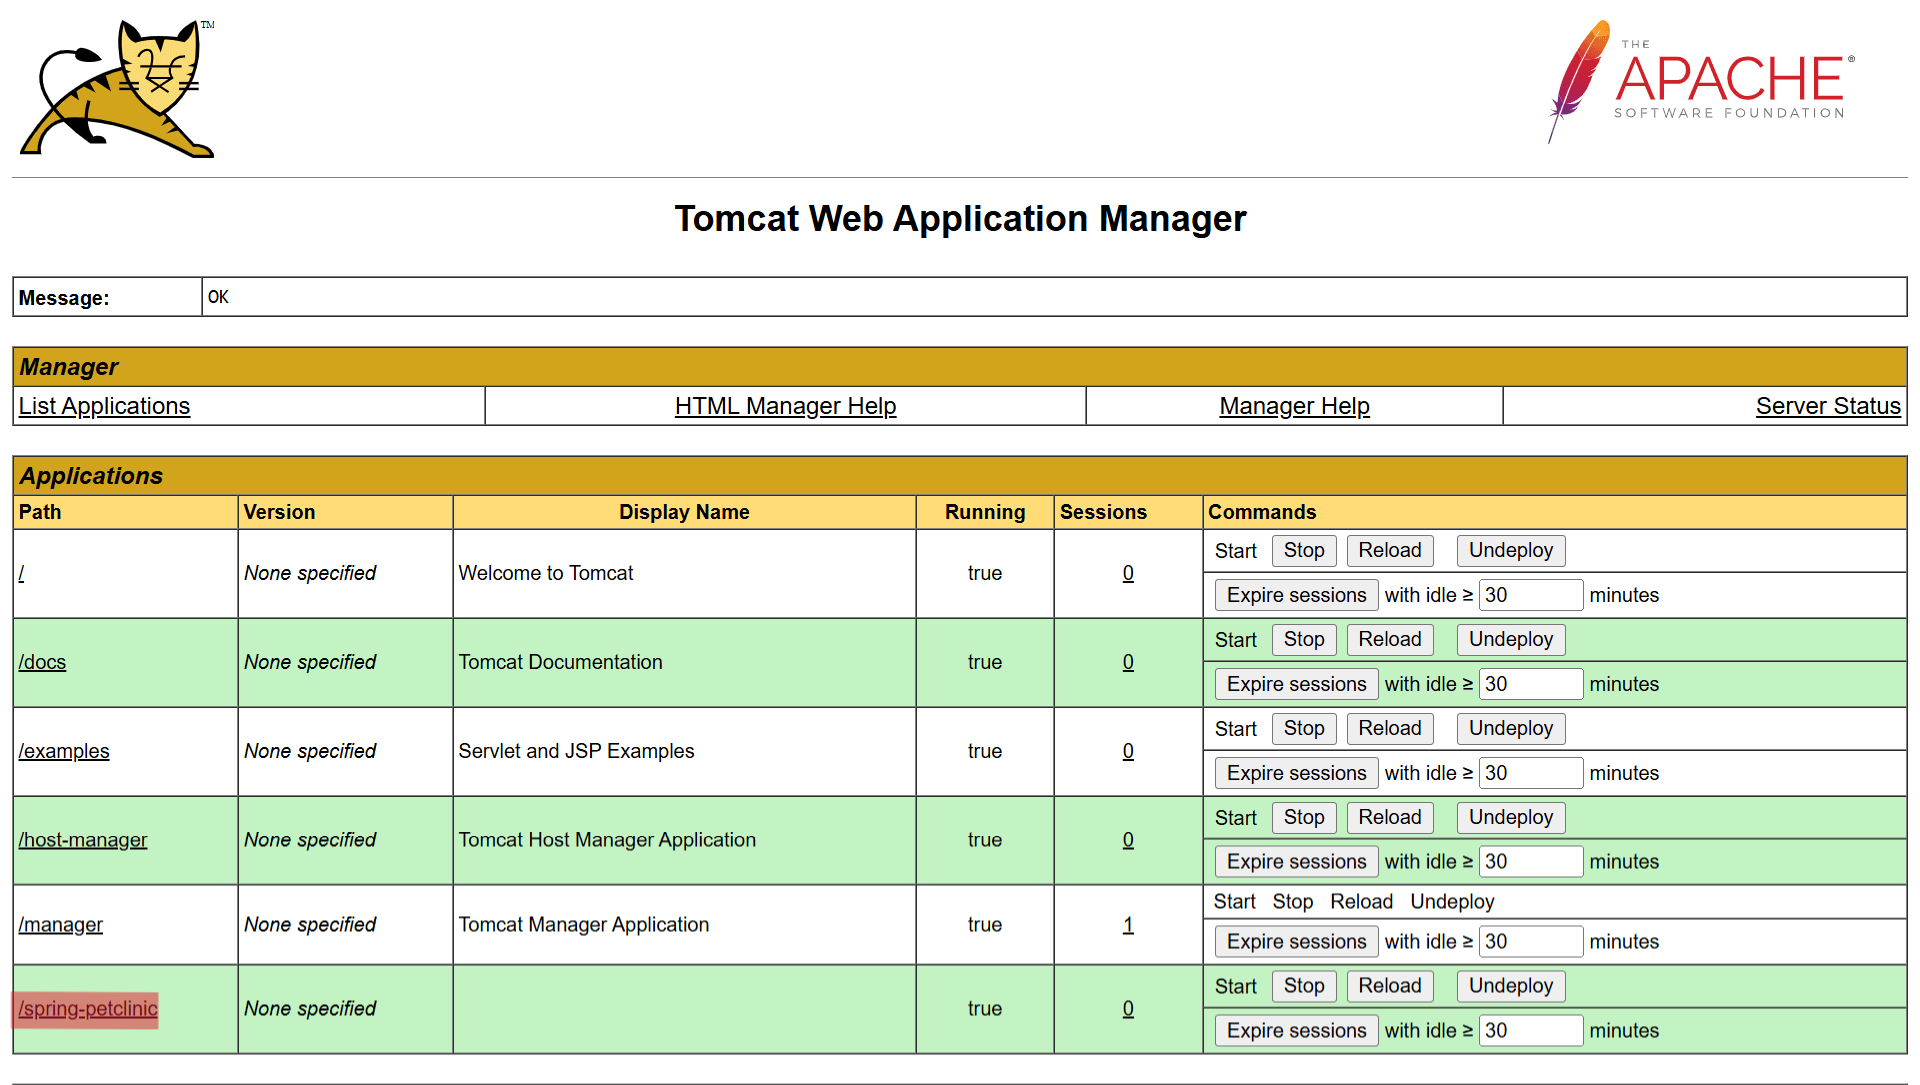 TM
THE
APACHE®
SOFTWARE FOUNDATION
Tomcat Web Application Manager
Message: OK
Manager
List Applications HTML Manager Help Manager Help Server Status
Applications
Path Version Display Name Running Sessions Commands
/ None specified Welcome to Tomcat true 0 Start Stop Reload Undeploy
Expire sessions with idle ≥ 30 minutes
/docs None specified Tomcat Documentation true 0 Start Stop Reload Undeploy
Expire sessions with idle ≥ 30 minutes
/examples None specified Servlet and JSP Examples true 0 Start Stop Reload Undeploy
Expire sessions with idle ≥ 30 minutes
/host-manager None specified Tomcat Host Manager Application true 0 Start Stop Reload Undeploy
Expire sessions with idle ≥ 30 minutes
/manager None specified Tomcat Manager Application true 1 Start Stop Reload Undeploy
Expire sessions with idle ≥ 30 minutes
/spring-petclinic None specified true 0 Start Stop Reload Undeploy
Expire sessions with idle ≥ 30 minutes